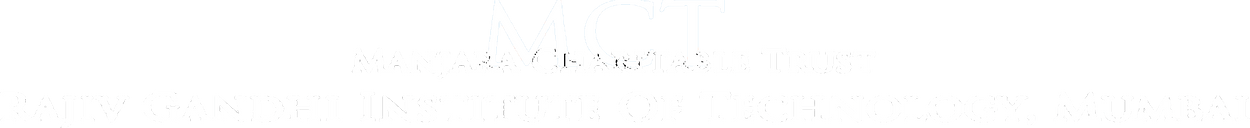 MCT
MANJARA CHARITABLE TRUST
RAJIV GANDHI INSTITUTE OF TECHNOLOGY, MUMBAI